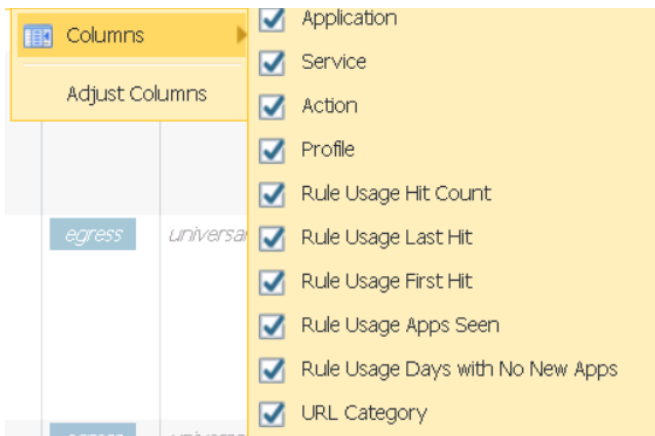 Columns
Adjust Columns
Application
Service
Action
Profile
Rule Usage Hit Count
Rule Usage Last Hit
Rule Usage First Hit
Rule Usage Apps Seen
Rule Usage Days with No New Apps
URL Category
egress